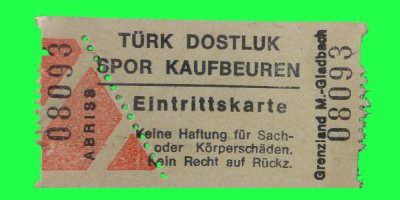 08093
ABRISS
TÜRK DOSTLUK
SPOR KAUFBEUREN
Eintrittskarte
Keine Haftung für Sach-
oder Körperschäden.
Kein Recht auf Rückz.
08093
Grenzland M.-Gladbach